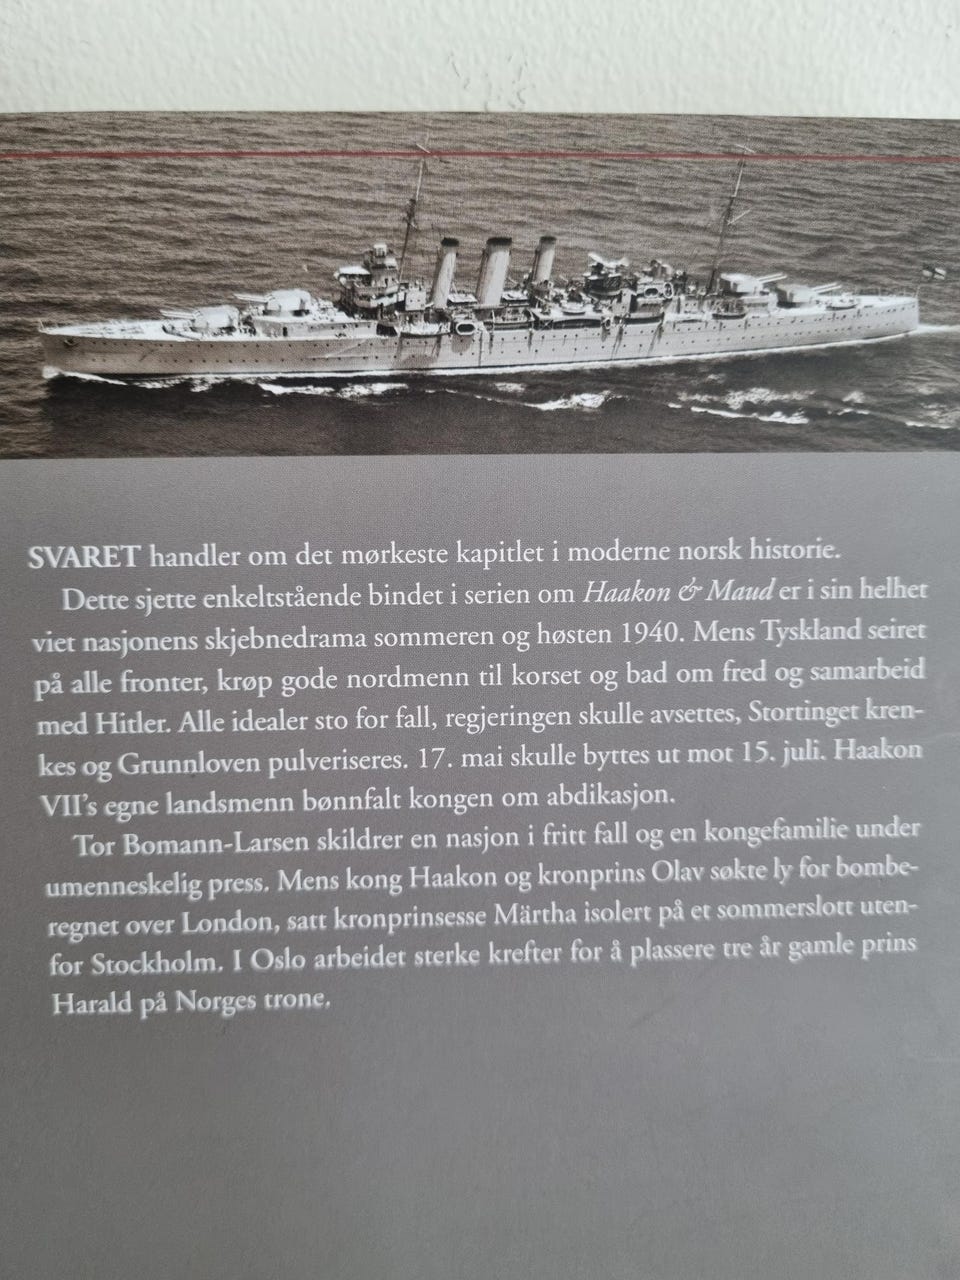 SVARET handler om det mørkeste kapitlet i moderne norsk historie.
Dette sjette enkeltstående bindet i serien om Haakon & Maud er i sin helhet
viet nasjonens skjebnedrama sommeren og høsten 1940. Mens Tyskland seiret
på alle fronter, krøp gode nordmenn til korset og bad om fred og samarbeid
med Hitler. Alle idealer sto for fall, regjeringen skulle avsettes, Stortinget kren-
kes og Grunnloven pulveriseres. 17. mai skulle byttes ut mot 15. juli. Haakon
VII's egne landsmenn bønnfalt kongen om abdikasjon.
Tor Bomann-Larsen skildrer en nasjon i fritt fall og en kongefamilie under
umenneskelig press. Mens kong Haakon og kronprins Olav søkte ly for bombe-
regnet over London, satt kronprinsesse Märtha isolert på et sommerslott uten-
for Stockholm. I Oslo arbeidet sterke krefter for å plassere tre år gamle prins
Harald på Norges trone.